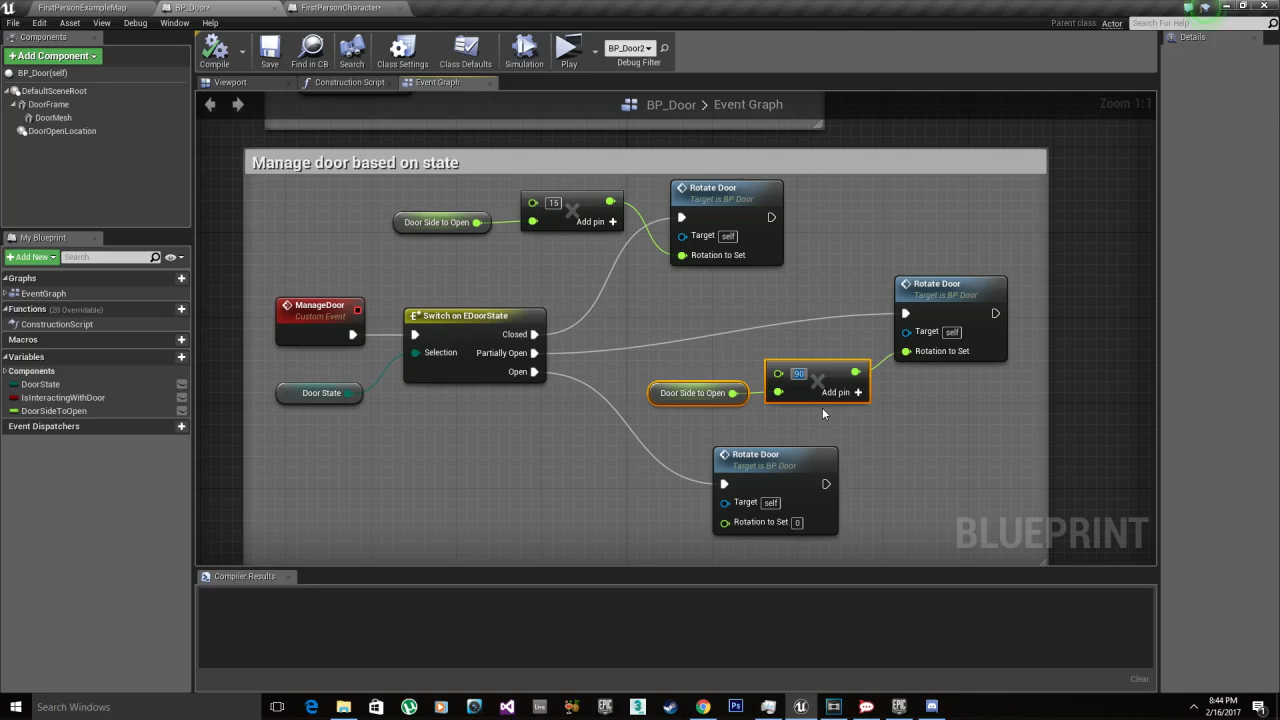 FirstPersonExampleMap
BP_Door*
FirstPersonCharacter*
File Edit Asset View Debug Window Help
Parent class: Actor
Search For Help
Components
Details
+Add Component
BP_Door(self)
DefaultSceneRoot
DoorFrame
DoorMesh
DoorOpenLocation
Compile
Save
Find in CB
Search
Class Settings
Class Defaults
Simulation
Play
BP_Door2
Debug Filter
Viewport
Construction Script
Event Graph
BP_Door > Event Graph
Zoom 1:1
My Blueprint
+Add New
Search
Graphs
EventGraph
Functions (20 Overridable)
ConstructionScript
Macros
Variables
Components
DoorState
IsInteractingWithDoor
DoorSideToOpen
Event Dispatchers
Manage door based on state
Door Side to Open
15
Add pin +
Rotate Door
Target is BP Door
Target self
Rotation to Set
ManageDoor
Custom Event
Switch on EDoorState
Closed
Selection
Partially Open
Open
Door State
Rotate Door
Target is BP Door
Target self
Rotation to Set
Door Side to Open
90
Add pin +
Rotate Door
Target is BP Door
Target self
Rotation to Set 0
BLUEPRINT
Compiler Results
Clear
Search Windows
8:44 PM
2/16/2017